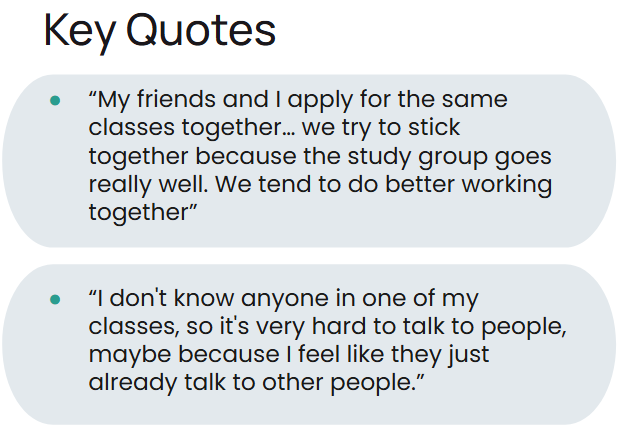 Key Quotes
“My friends and I apply for the same
classes together... we try to stick
together because the study group goes
really well. We tend to do better working
together”
“I don't know anyone in one of my
classes, so it's very hard to talk to people,
maybe because I feel like they just
already talk to other people.”